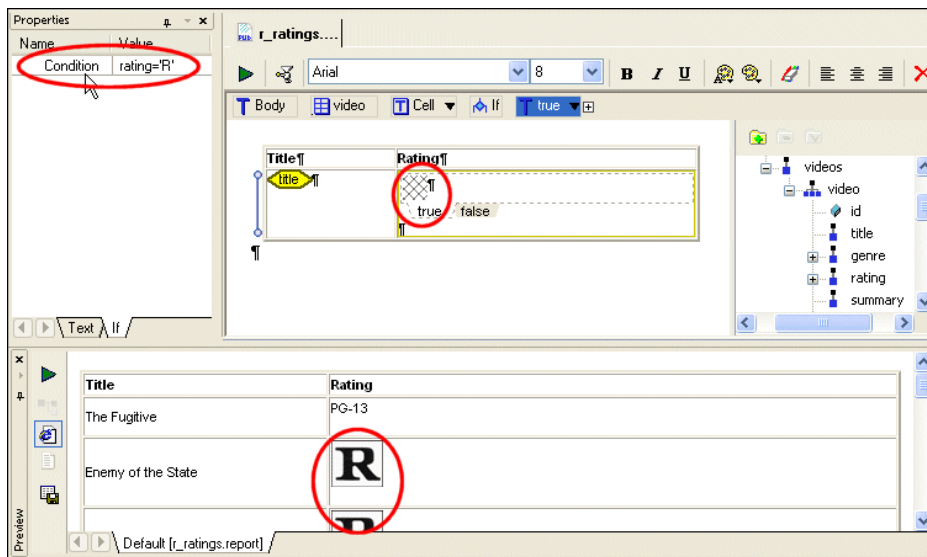 Properties
Name Value
Condition rating='R'
Text If
PUB r_ratings....
Arial 8 B I U
Body video Cell If true
Title¶ Rating¶
title ¶ ¶
true false
¶
¶
videos
video
id
title
genre
rating
summary
Preview
Title Rating
The Fugitive PG-13
Enemy of the State R
R
Default [r_ratings.report]